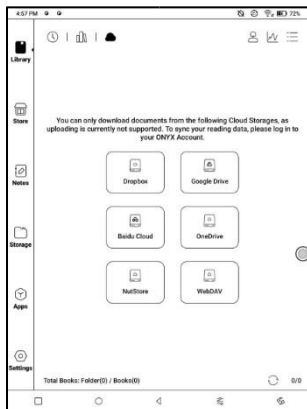 4:57 PM
72%
Library
Store
You can only download documents from the following Cloud Storages, as
uploading is currently not supported. To sync your reading data, please log in to
your ONYX Account.
Dropbox
Google Drive
Notes
Baidu Cloud
OneDrive
Storage
NutStore
WebDAV
Apps
Settings
Total Books: Folder(0) / Books(0)
0/0